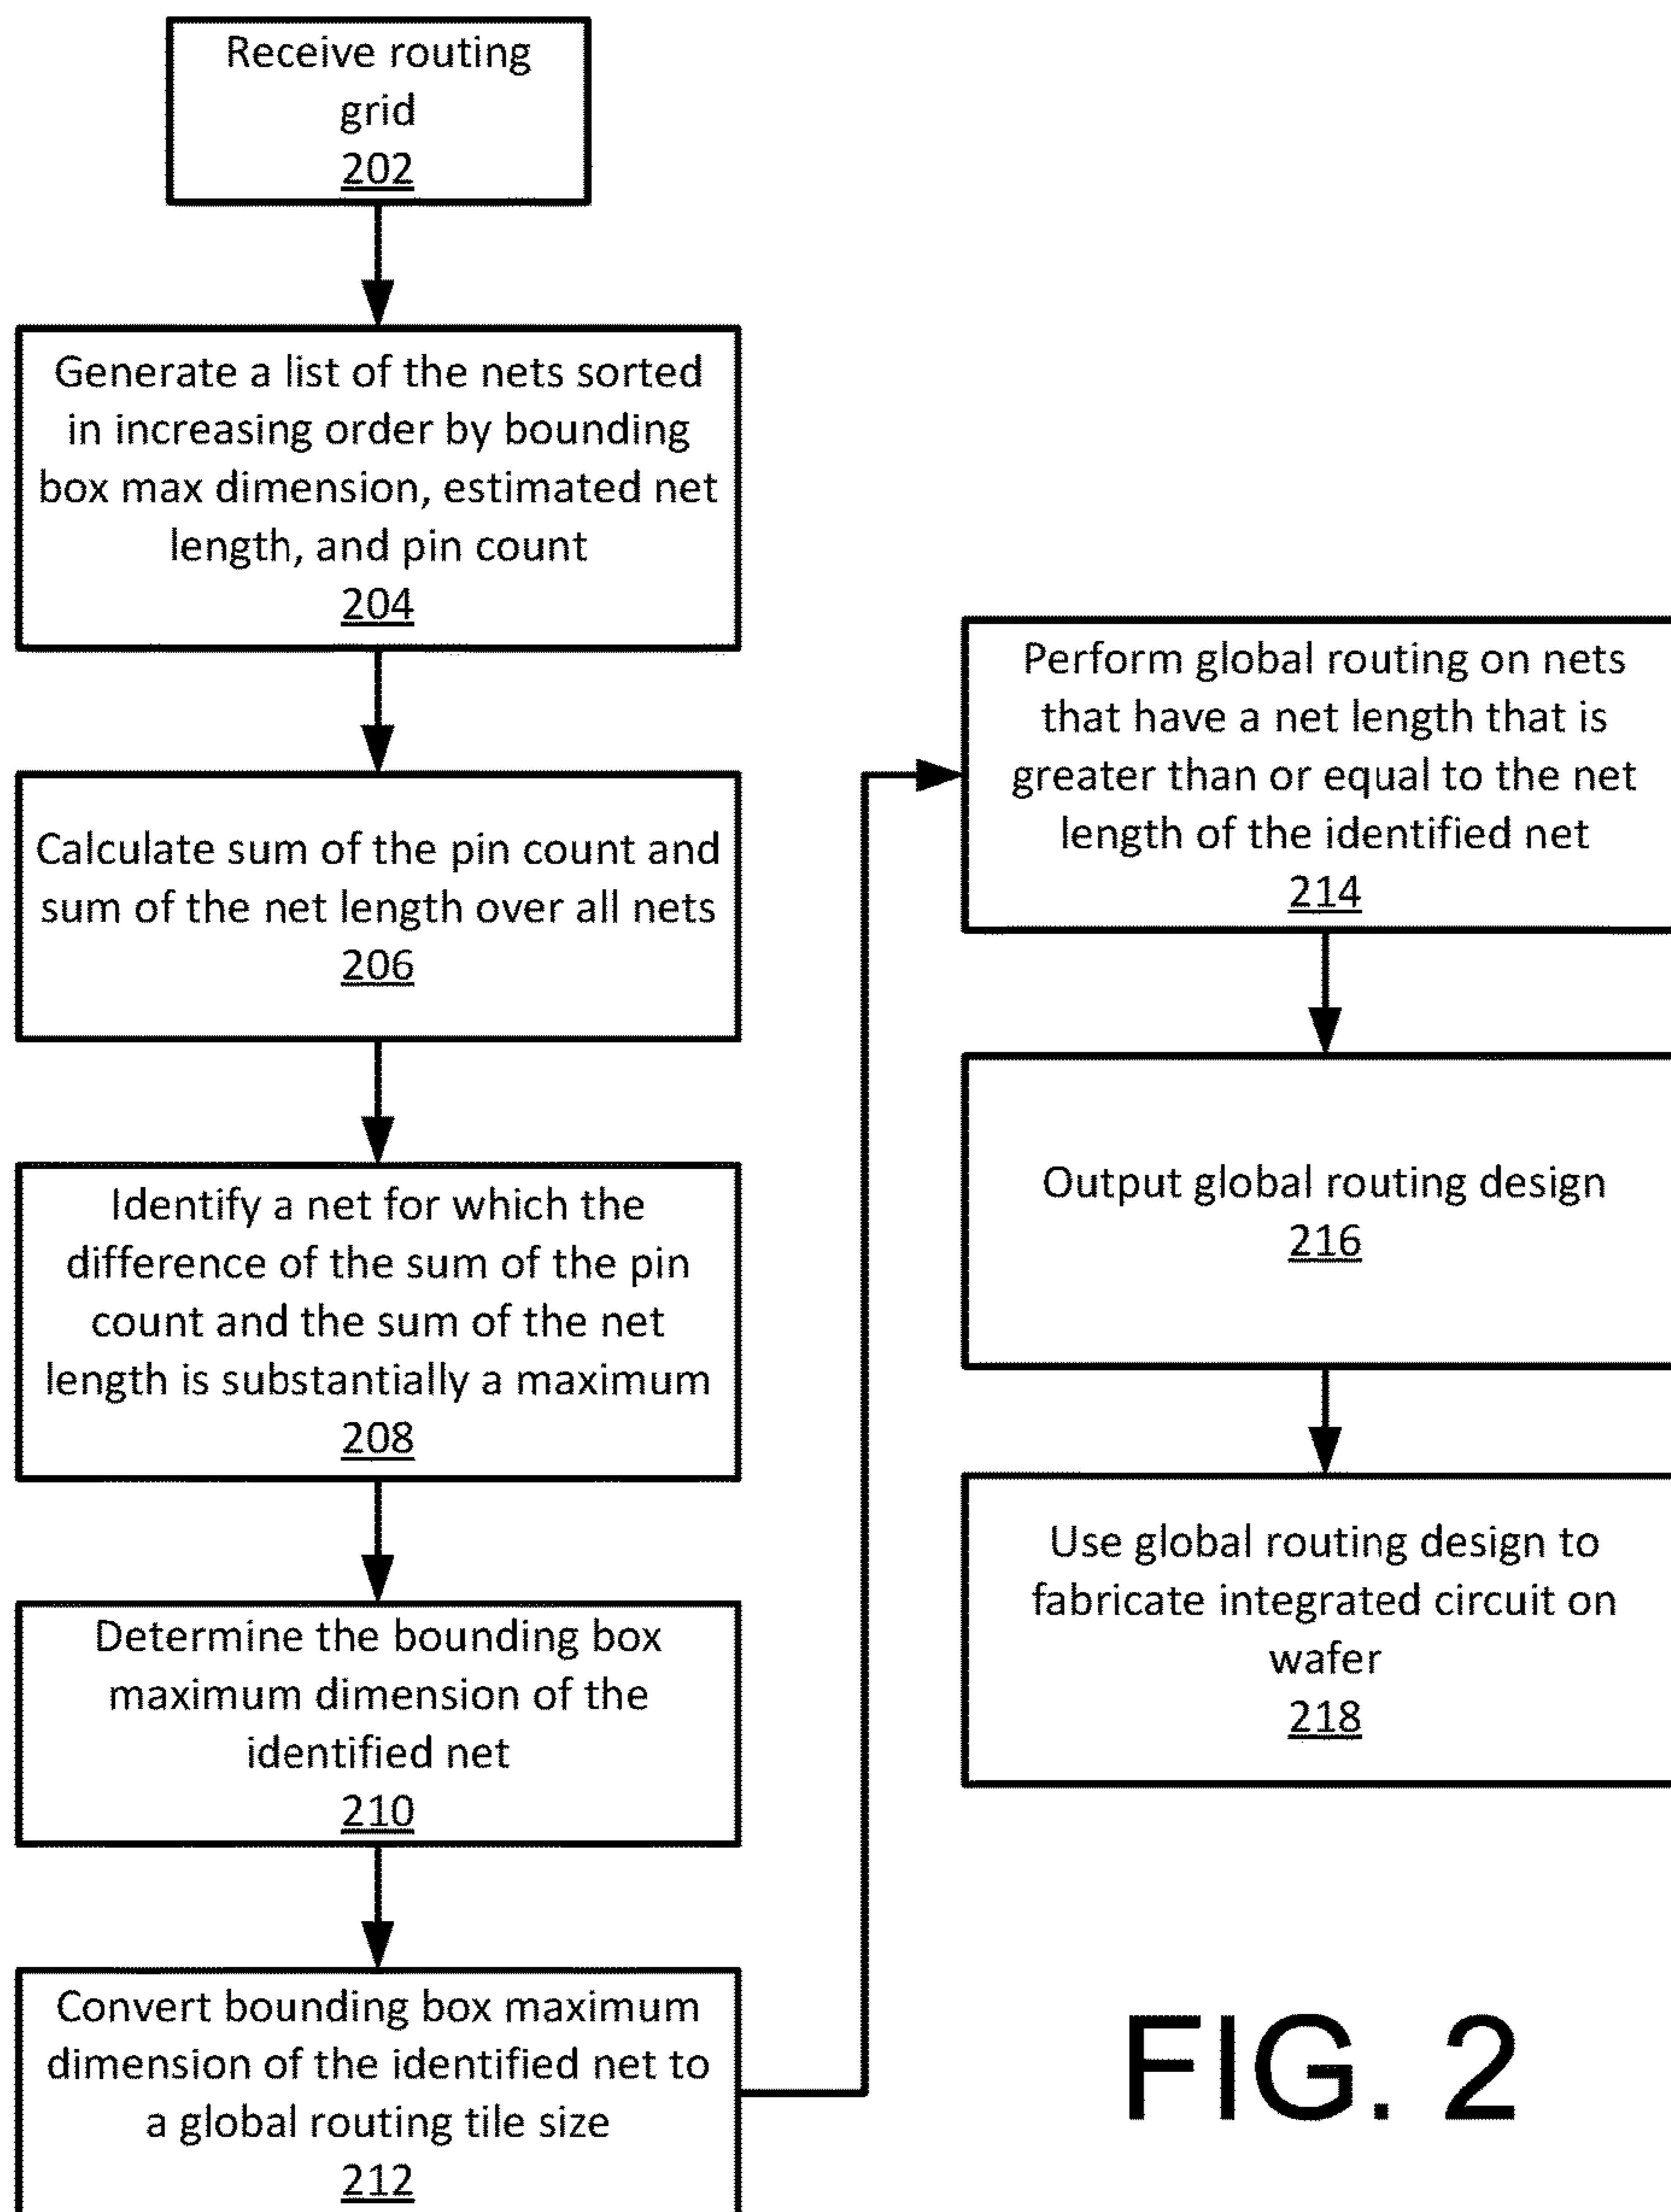 Receive routing
grid
202
Generate a list of the nets sorted
in increasing order by bounding
box max dimension, estimated net
length, and pin count
204
Calculate sum of the pin count and
sum of the net length over all nets
206
Identify a net for which the
difference of the sum of the pin
count and the sum of the net
length is substantially a maximum
208
Determine the bounding box
maximum dimension of the
identified net
210
Convert bounding box maximum
dimension of the identified net to
a global routing tile size
212
Perform global routing on nets
that have a net length that is
greater than or equal to the net
length of the identified net
214
Output global routing design
216
Use global routing design to
fabricate integrated circuit on
wafer
218
FIG. 2